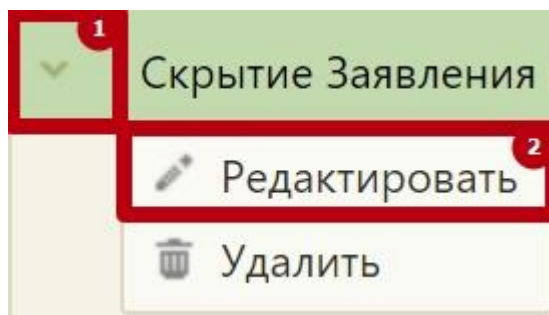 1
Скрытие Заявления
2
Редактировать
Удалить